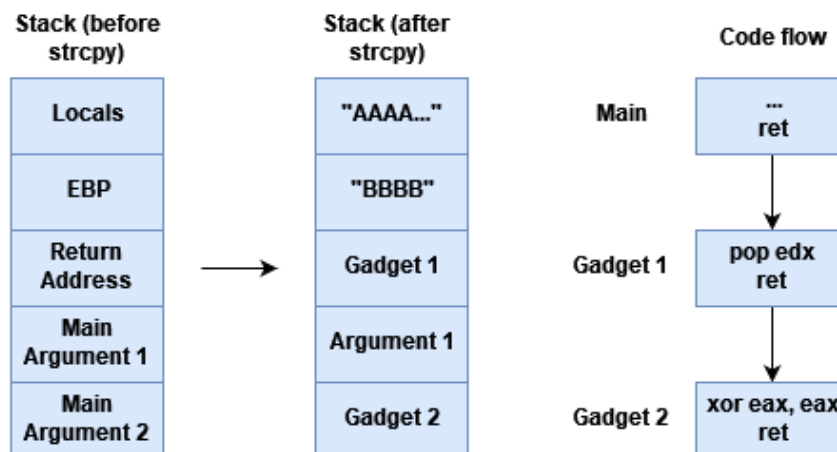 Stack (before
strcpy)
Stack (after
strcpy)
Code flow
Locals
"AAAA..."
Main
...
ret
EBP
"BBBB"
Return
Address
Gadget 1
Gadget 1
pop edx
ret
Main
Argument 1
Argument 1
Main
Argument 2
Gadget 2
Gadget 2
xor eax, eax
ret